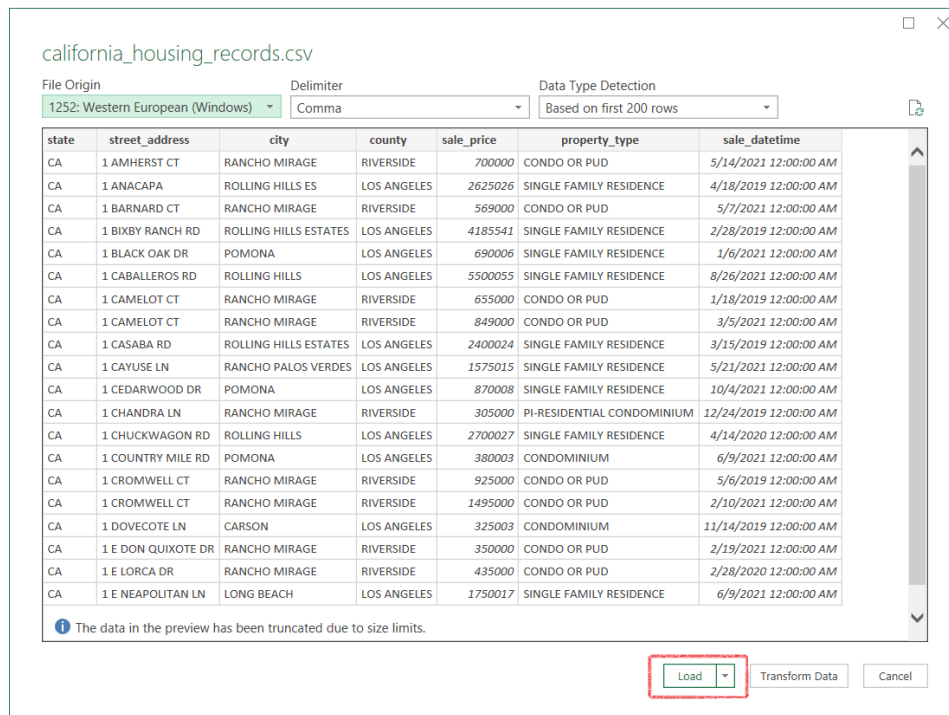 california_housing_records.csv
File Origin Delimiter Data Type Detection
1252: Western European (Windows) Comma Based on first 200 rows
state street_address city county sale_price property_type sale_datetime
CA 1 AMHERST CT RANCHO MIRAGE RIVERSIDE 700000 CONDO OR PUD 5/14/2021 12:00:00 AM
CA 1 ANACAPA ROLLING HILLS ES LOS ANGELES 2625026 SINGLE FAMILY RESIDENCE 4/18/2019 12:00:00 AM
CA 1 BARNARD CT RANCHO MIRAGE RIVERSIDE 569000 CONDO OR PUD 5/7/2021 12:00:00 AM
CA 1 BIXBY RANCH RD ROLLING HILLS ESTATES LOS ANGELES 4185541 SINGLE FAMILY RESIDENCE 2/28/2019 12:00:00 AM
CA 1 BLACK OAK DR POMONA LOS ANGELES 690006 SINGLE FAMILY RESIDENCE 1/6/2021 12:00:00 AM
CA 1 CABALLEROS RD ROLLING HILLS LOS ANGELES 5500055 SINGLE FAMILY RESIDENCE 8/26/2021 12:00:00 AM
CA 1 CAMELOT CT RANCHO MIRAGE RIVERSIDE 655000 CONDO OR PUD 1/18/2019 12:00:00 AM
CA 1 CAMELOT CT RANCHO MIRAGE RIVERSIDE 849000 CONDO OR PUD 3/5/2021 12:00:00 AM
CA 1 CASABA RD ROLLING HILLS ESTATES LOS ANGELES 2400024 SINGLE FAMILY RESIDENCE 3/15/2019 12:00:00 AM
CA 1 CAYUSE LN RANCHO PALOS VERDES LOS ANGELES 1575015 SINGLE FAMILY RESIDENCE 5/21/2021 12:00:00 AM
CA 1 CEDARWOOD DR POMONA LOS ANGELES 870008 SINGLE FAMILY RESIDENCE 10/4/2021 12:00:00 AM
CA 1 CHANDRA LN RANCHO MIRAGE RIVERSIDE 305000 PI-RESIDENTIAL CONDOMINIUM 12/24/2019 12:00:00 AM
CA 1 CHUCKWAGON RD ROLLING HILLS LOS ANGELES 2700027 SINGLE FAMILY RESIDENCE 4/14/2020 12:00:00 AM
CA 1 COUNTRY MILE RD POMONA LOS ANGELES 380003 CONDOMINIUM 6/9/2021 12:00:00 AM
CA 1 CROMWELL CT RANCHO MIRAGE RIVERSIDE 925000 CONDO OR PUD 5/6/2019 12:00:00 AM
CA 1 CROMWELL CT RANCHO MIRAGE RIVERSIDE 1495000 CONDO OR PUD 2/10/2021 12:00:00 AM
CA 1 DOVECOTE LN CARSON LOS ANGELES 325003 CONDOMINIUM 11/14/2019 12:00:00 AM
CA 1 E DON QUIXOTE DR RANCHO MIRAGE RIVERSIDE 350000 CONDO OR PUD 2/19/2021 12:00:00 AM
CA 1 E LORCA DR RANCHO MIRAGE RIVERSIDE 435000 CONDO OR PUD 2/28/2020 12:00:00 AM
CA 1 E NEAPOLITAN LN LONG BEACH LOS ANGELES 1750017 SINGLE FAMILY RESIDENCE 6/9/2021 12:00:00 AM
The data in the preview has been truncated due to size limits.
Load Transform Data Cancel